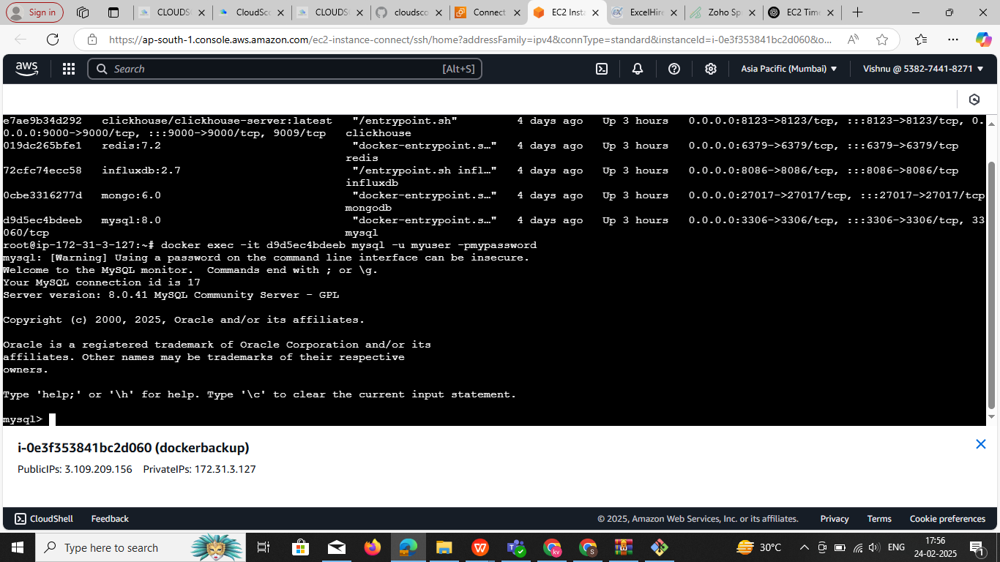 Sign in
CLOUDS
CloudSco
CLOUDS
cloudsco
Connect
EC2 Inst
ExcelHire
Zoho Sp
EC2 Time
https://ap-south-1.console.aws.amazon.com/ec2-instance-connect/ssh/home?addressFamily=ipv4&connType=standard&instanceId=i-0e3f353841bc2d060&o...
aws
Search
[Alt+S]
Asia Pacific (Mumbai)
Vishnu @ 5382-7441-8271
e7ae9b34d292   clickhouse/clickhouse-server:latest   "/entrypoint.sh"         4 days ago   Up 3 hours   0.0.0.0:8123->8123/tcp, :::8123->8123/tcp, 0.
0.0.0:9000->9000/tcp, :::9000->9000/tcp, 9009/tcp   clickhouse
019dc265bfe1   redis:7.2                             "docker-entrypoint.s…"   4 days ago   Up 3 hours   0.0.0.0:6379->6379/tcp, :::6379->6379/tcp
redis
72cfc74ecc58   influxdb:2.7                          "/entrypoint.sh infl…"   4 days ago   Up 3 hours   0.0.0.0:8086->8086/tcp, :::8086->8086/tcp
influxdb
0cbe3316277d   mongo:6.0                             "docker-entrypoint.s…"   4 days ago   Up 3 hours   0.0.0.0:27017->27017/tcp, :::27017->27017/tcp
mongodb
d9d5ec4bdeeb   mysql:8.0                             "docker-entrypoint.s…"   4 days ago   Up 3 hours   0.0.0.0:3306->3306/tcp, :::3306->3306/tcp, 33
060/tcp                                             mysql
root@ip-172-31-3-127:~# docker exec -it d9d5ec4bdeeb mysql -u myuser -pmypassword
mysql: [Warning] Using a password on the command line interface can be insecure.
Welcome to the MySQL monitor.  Commands end with ; or \g.
Your MySQL connection id is 17
Server version: 8.0.41 MySQL Community Server - GPL
Copyright (c) 2000, 2025, Oracle and/or its affiliates.
Oracle is a registered trademark of Oracle Corporation and/or its
affiliates. Other names may be trademarks of their respective
owners.
Type 'help;' or '\h' for help. Type '\c' to clear the current input statement.
mysql>
i-0e3f353841bc2d060 (dockerbackup)
PublicIPs: 3.109.209.156   PrivateIPs: 172.31.3.127
CloudShell
Feedback
© 2025, Amazon Web Services, Inc. or its affiliates.
Privacy
Terms
Cookie preferences
Type here to search
30°C
ENG
17:56
24-02-2025
1